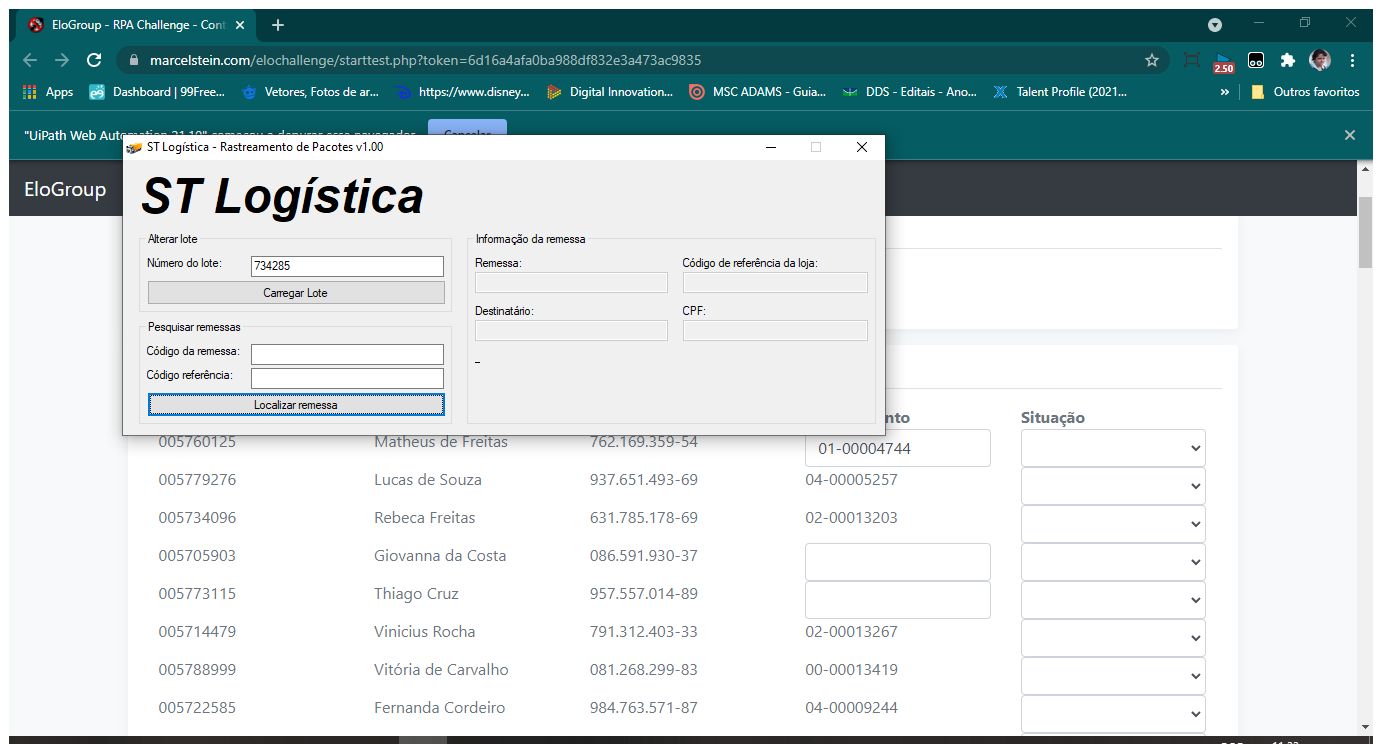 EloGroup - RPA Challenge - Cont
marcelstein.com/elochallenge/starttest.php?token=6d16a4afa0ba988df832e3a473ac9835
2.50
Apps Dashboard | 99Free... Vetores, Fotos de ar... https://www.disney... Digital Innovation... MSC ADAMS - Guia... DDS - Editais - Ano... Talent Profile (2021... » Outros favoritos
"UiPath Web Automation 21.10" começou a depurar esse navegador Cancelar
ST Logística - Rastreamento de Pacotes v1.00
EloGroup
ST Logística
Alterar lote
Número do lote: 734285
Carregar Lote
Pesquisar remessas
Código da remessa:
Código referência:
Localizar remessa
Informação da remessa
Remessa: Código de referência da loja:
Destinatário: CPF:
-
nto Situação
005760125 Matheus de Freitas 762.169.359-54 01-00004744
005779276 Lucas de Souza 937.651.493-69 04-00005257
005734096 Rebeca Freitas 631.785.178-69 02-00013203
005705903 Giovanna da Costa 086.591.930-37
005773115 Thiago Cruz 957.557.014-89
005714479 Vinicius Rocha 791.312.403-33 02-00013267
005788999 Vitória de Carvalho 081.268.299-83 00-00013419
005722585 Fernanda Cordeiro 984.763.571-87 04-00009244